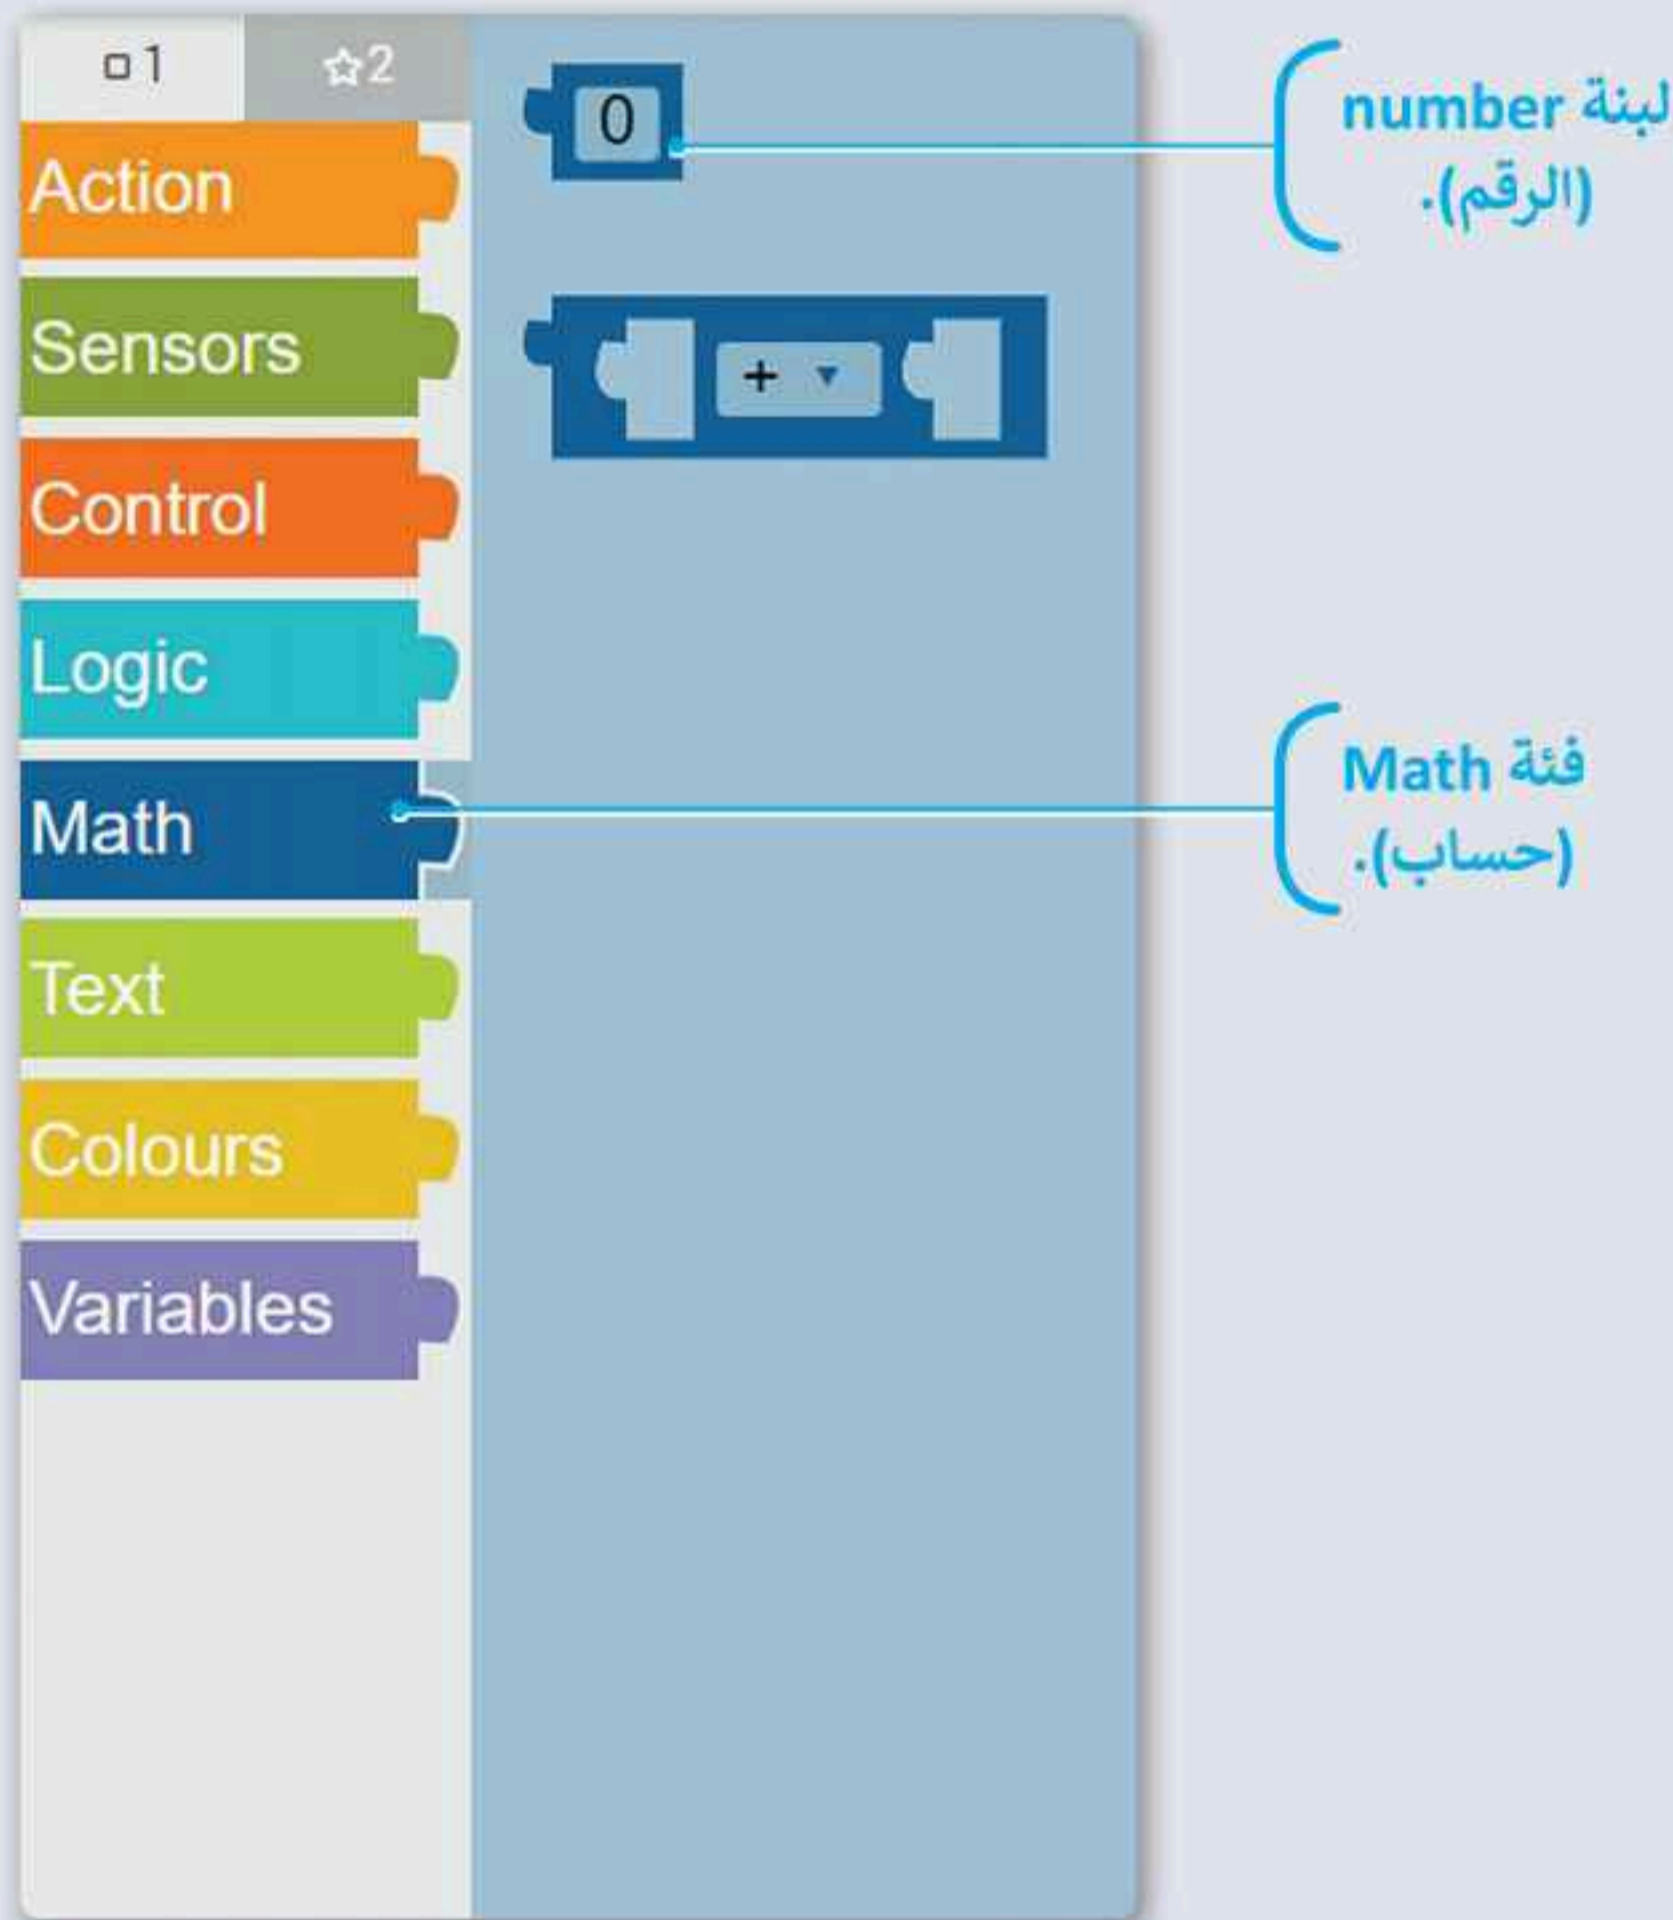 1
☆2
Action
Sensors
Control
Logic
Math
Text
Colours
Variables
0
+ ▼
لبنة number
(الرقم).
فئة Math
(حساب).